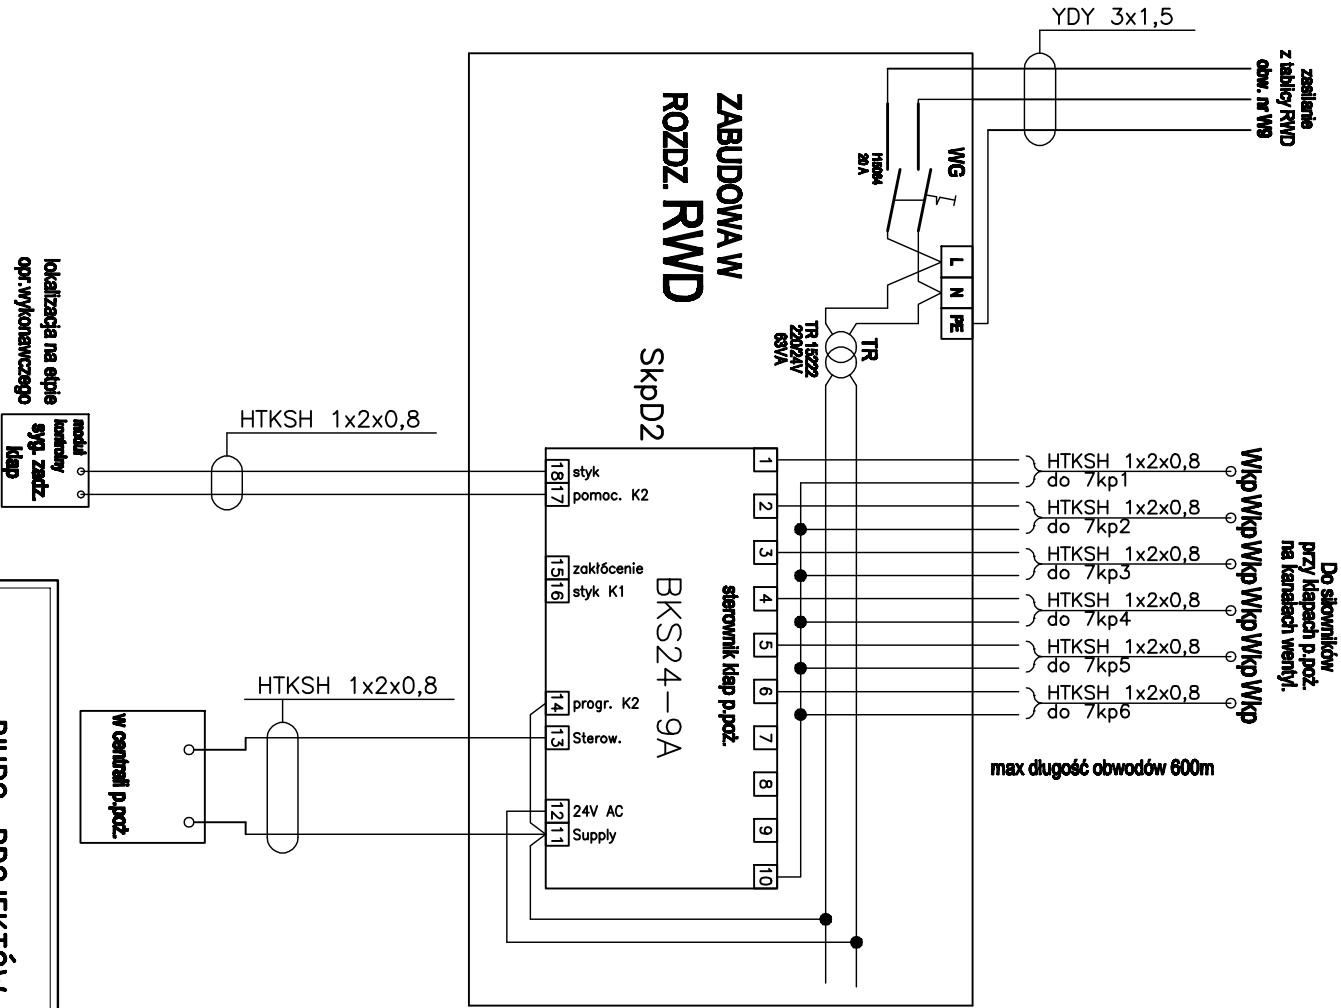 YDY 3x1,5
zasilanie
z tablicy RWD
obw. nr W9
ZABUDOWA W
ROZDZ. RWD
WG
20 A
L
N
PE
TR
TR 15222
220/24V
63VA
SkpD2
lokalizacja na etpie
opr.wykonawczego
moduł
kontrolny
syg. zadz.
klap
HTKSH 1x2x0,8
18 styk
17 pomoc. K2
15 zakłócenie
16 styk K1
14 progr. K2
13 Sterow.
12 24V AC
11 Supply
BKS24-9A
sterownik klap p.poż.
1
2
3
4
5
6
7
8
9
10
HTKSH 1x2x0,8
do 7kp1
HTKSH 1x2x0,8
do 7kp2
HTKSH 1x2x0,8
do 7kp3
HTKSH 1x2x0,8
do 7kp4
HTKSH 1x2x0,8
do 7kp5
HTKSH 1x2x0,8
do 7kp6
Wkp Wkp Wkp Wkp Wkp Wkp
Do siłowników
przy klapach p.poż.
na kanałach wentyl.
max długość obwodów 600m
HTKSH 1x2x0,8
w centrali p.poż.
BIURO PROJEKTÓW